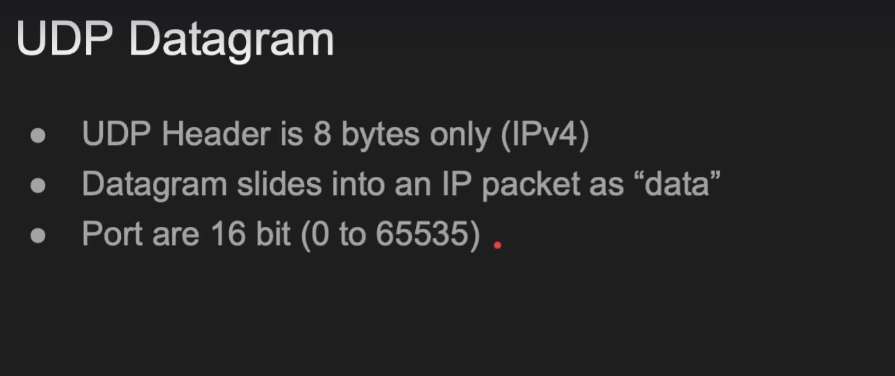 UDP Datagram
● UDP Header is 8 bytes only (IPv4)
● Datagram slides into an IP packet as “data”
● Port are 16 bit (0 to 65535)